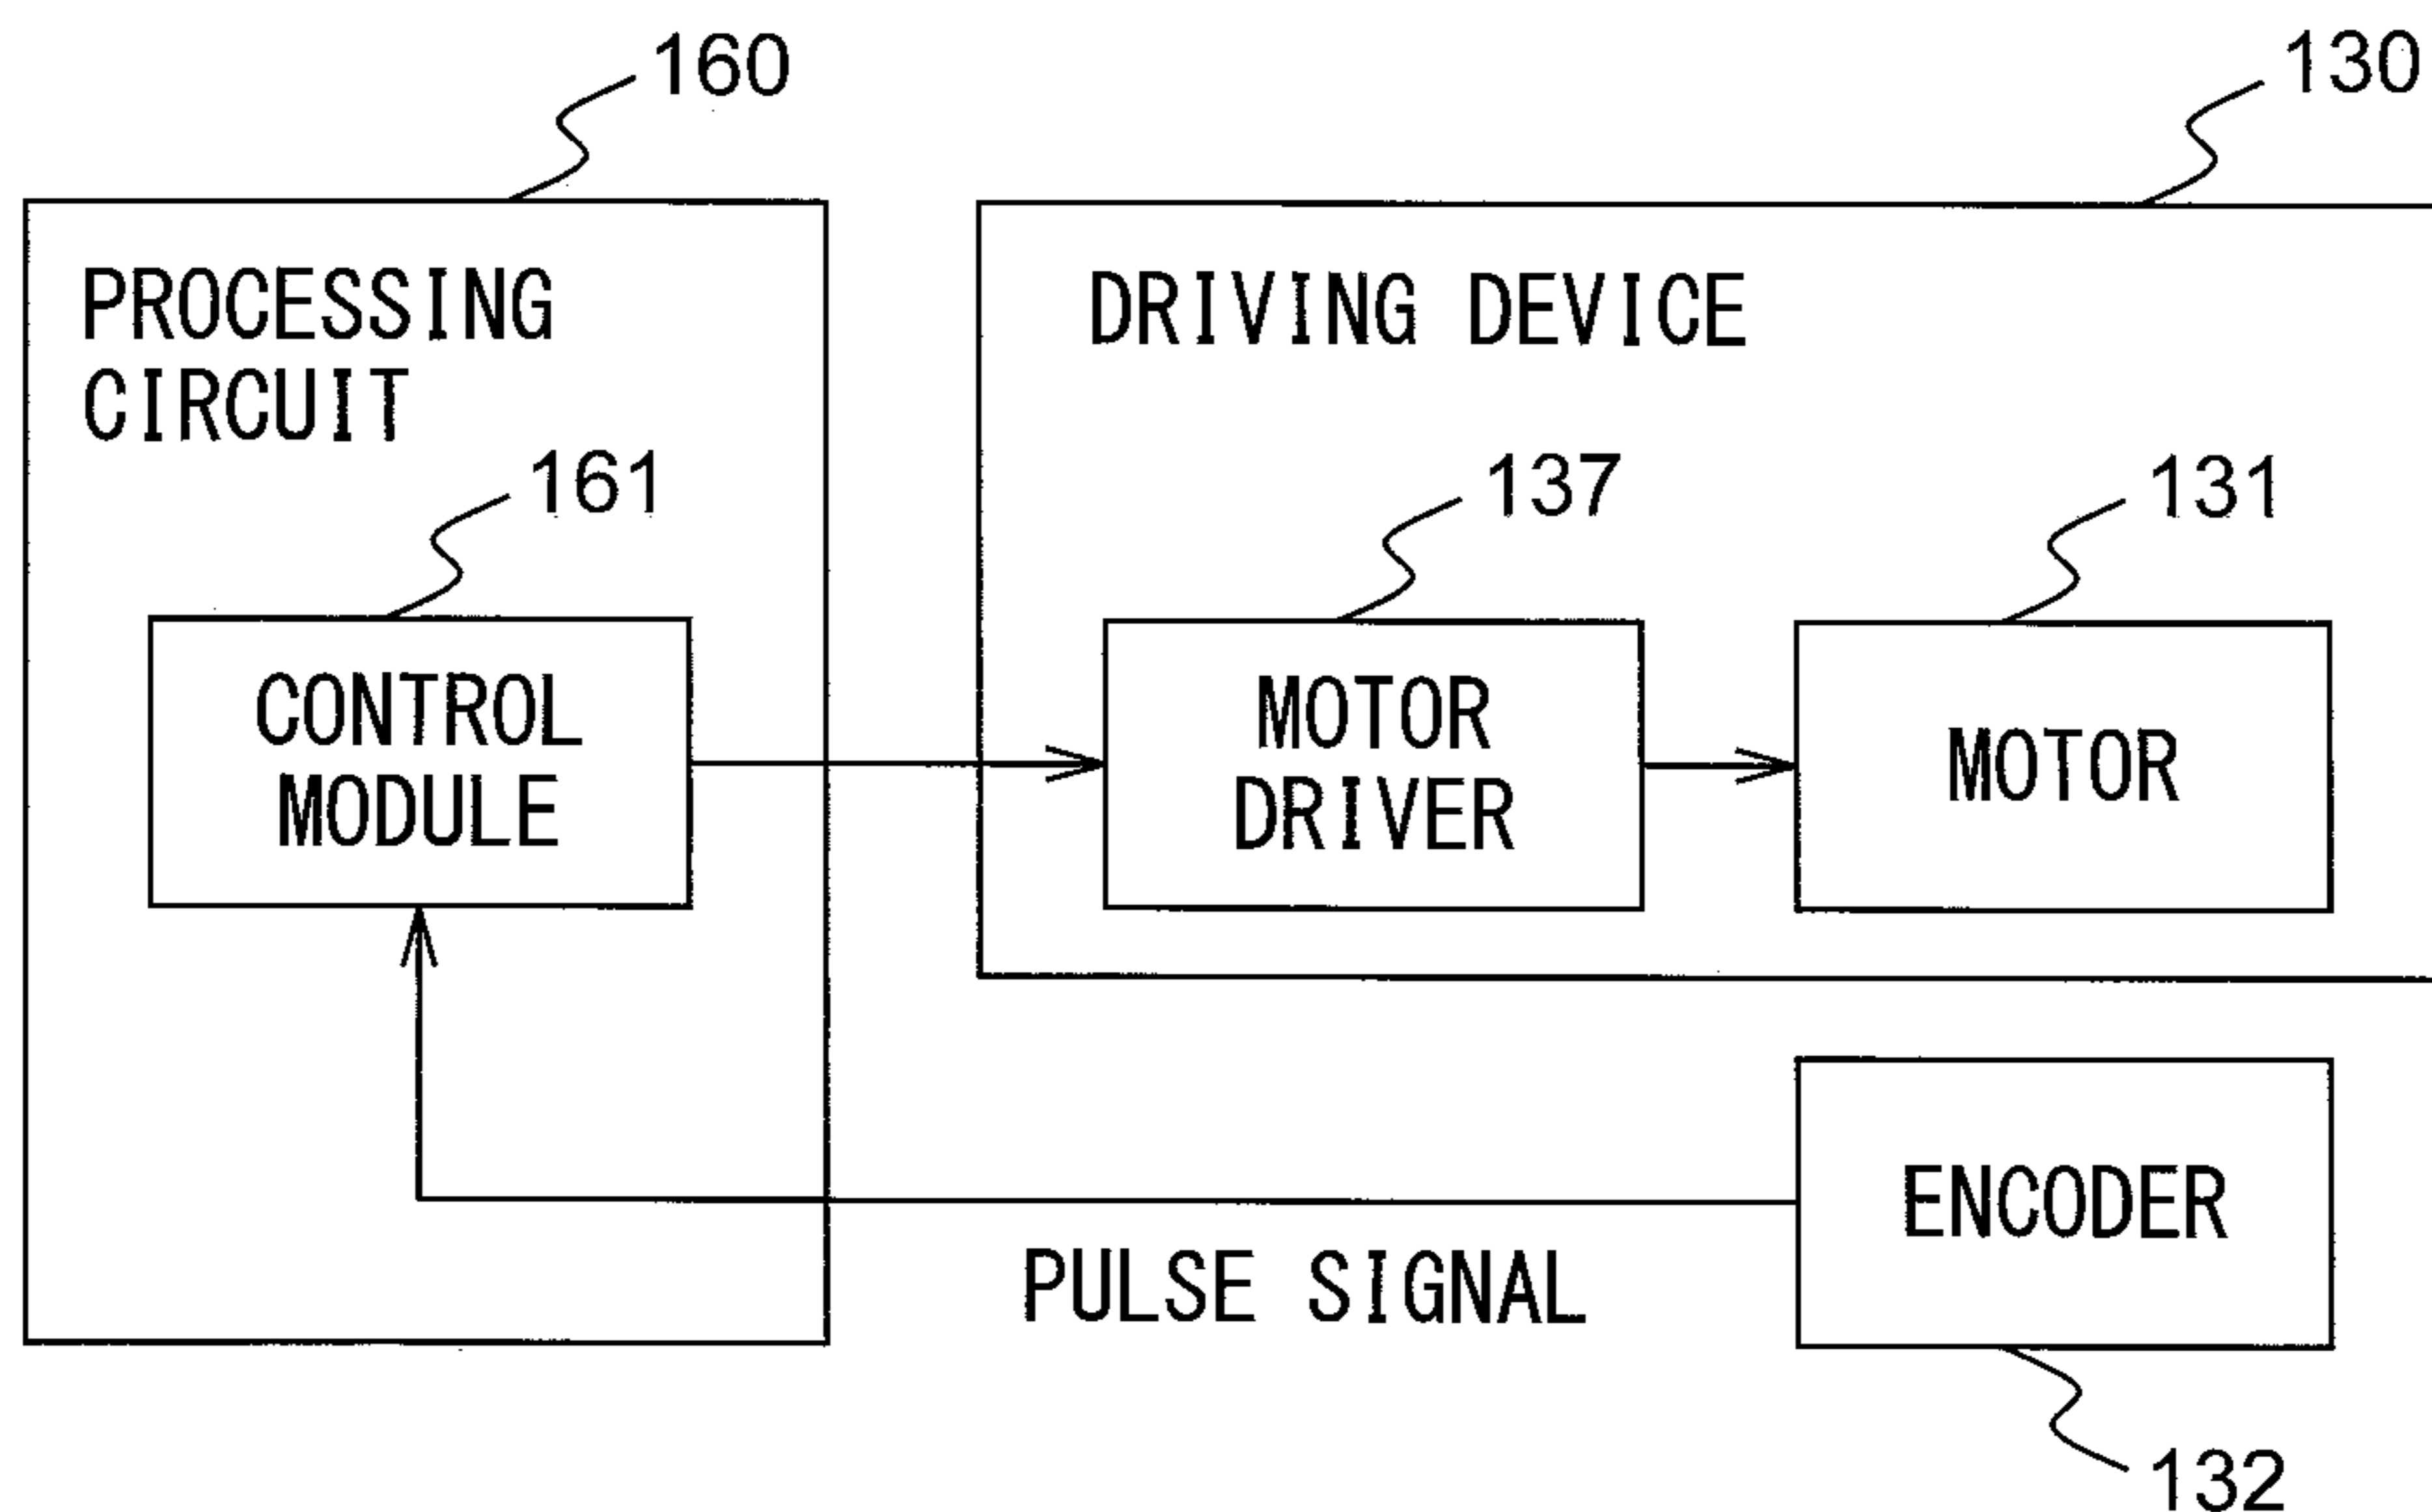 160
130
PROCESSING
CIRCUIT
DRIVING DEVICE
161
137
131
CONTROL
MODULE
MOTOR
DRIVER
MOTOR
ENCODER
PULSE SIGNAL
132